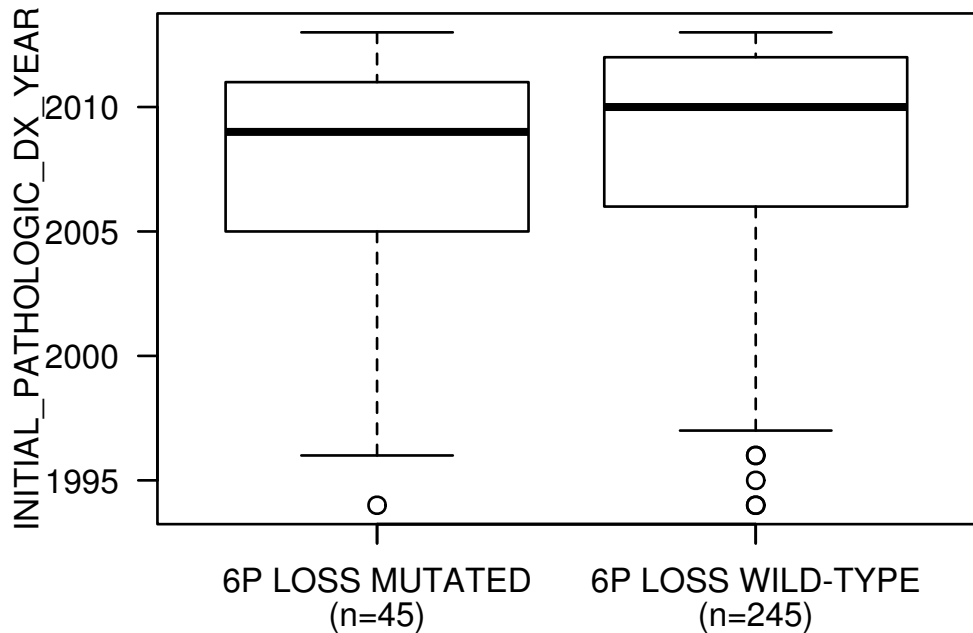 INITIAL_PATHOLOGIC_DX_YEAR
2010
2005
2000
1995
6P LOSS MUTATED
(n=45)
6P LOSS WILD-TYPE
(n=245)